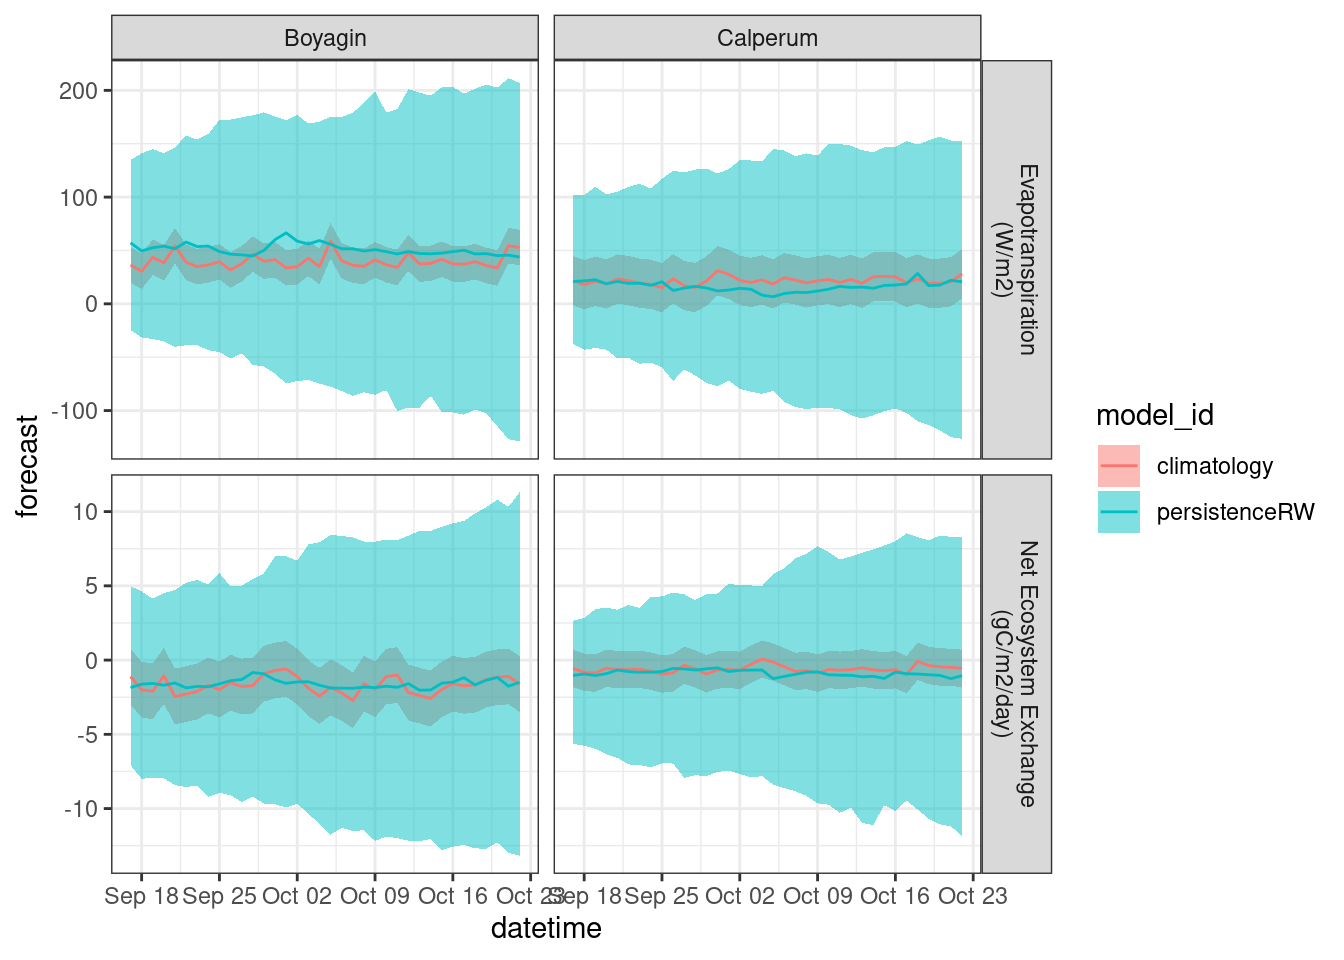 Boyagin
Calperum
200
100
0
-100
Evapotranspiration
(W/m2)
10
5
0
-5
-10
Net Ecosystem Exchange
(gC/m2/day)
forecast
Sep 18 Sep 25 Oct 02 Oct 09 Oct 16 Oct 23
Sep 18 Sep 25 Oct 02 Oct 09 Oct 16 Oct 23
datetime
model_id
climatology
persistenceRW